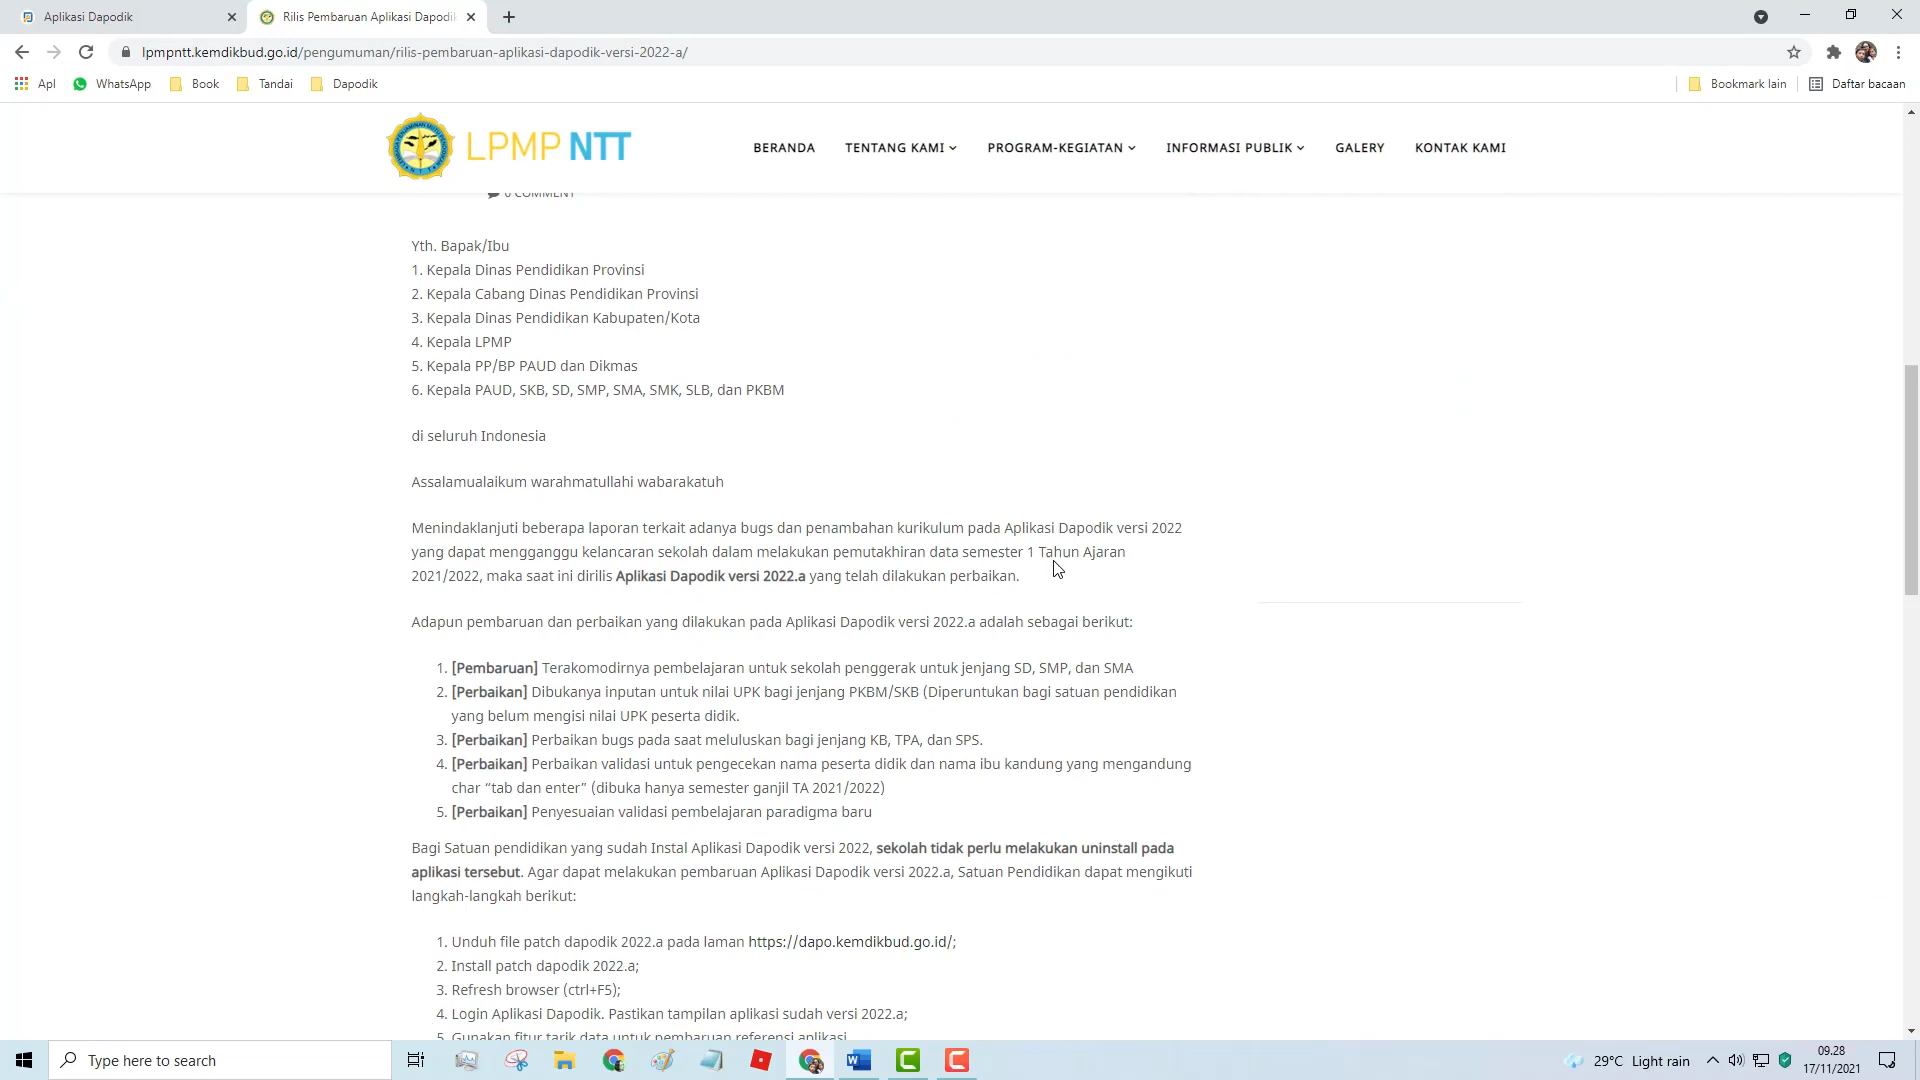 Aplikasi Dapodik
Rilis Pembaruan Aplikasi Dapodik
lpmpntt.kemdikbud.go.id/pengumuman/rilis-pembaruan-aplikasi-dapodik-versi-2022-a/
Apl WhatsApp Book Tandai Dapodik Bookmark lain Daftar bacaan
LPMP NTT
BERANDA TENTANG KAMI PROGRAM-KEGIATAN INFORMASI PUBLIK GALERY KONTAK KAMI
0 COMMENT
Yth. Bapak/Ibu
1. Kepala Dinas Pendidikan Provinsi
2. Kepala Cabang Dinas Pendidikan Provinsi
3. Kepala Dinas Pendidikan Kabupaten/Kota
4. Kepala LPMP
5. Kepala PP/BP PAUD dan Dikmas
6. Kepala PAUD, SKB, SD, SMP, SMA, SMK, SLB, dan PKBM
di seluruh Indonesia
Assalamualaikum warahmatullahi wabarakatuh
Menindaklanjuti beberapa laporan terkait adanya bugs dan penambahan kurikulum pada Aplikasi Dapodik versi 2022
yang dapat mengganggu kelancaran sekolah dalam melakukan pemutakhiran data semester 1 Tahun Ajaran
2021/2022, maka saat ini dirilis Aplikasi Dapodik versi 2022.a yang telah dilakukan perbaikan.
Adapun pembaruan dan perbaikan yang dilakukan pada Aplikasi Dapodik versi 2022.a adalah sebagai berikut:
1. [Pembaruan] Terakomodirnya pembelajaran untuk sekolah penggerak untuk jenjang SD, SMP, dan SMA
2. [Perbaikan] Dibukanya inputan untuk nilai UPK bagi jenjang PKBM/SKB (Diperuntukan bagi satuan pendidikan
yang belum mengisi nilai UPK peserta didik.
3. [Perbaikan] Perbaikan bugs pada saat meluluskan bagi jenjang KB, TPA, dan SPS.
4. [Perbaikan] Perbaikan validasi untuk pengecekan nama peserta didik dan nama ibu kandung yang mengandung
char “tab dan enter” (dibuka hanya semester ganjil TA 2021/2022)
5. [Perbaikan] Penyesuaian validasi pembelajaran paradigma baru
Bagi Satuan pendidikan yang sudah Instal Aplikasi Dapodik versi 2022, sekolah tidak perlu melakukan uninstall pada
aplikasi tersebut. Agar dapat melakukan pembaruan Aplikasi Dapodik versi 2022.a, Satuan Pendidikan dapat mengikuti
langkah-langkah berikut:
1. Unduh file patch dapodik 2022.a pada laman https://dapo.kemdikbud.go.id/;
2. Install patch dapodik 2022.a;
3. Refresh browser (ctrl+F5);
4. Login Aplikasi Dapodik. Pastikan tampilan aplikasi sudah versi 2022.a;
5. Gunakan fitur tarik data untuk pembaruan referensi aplikasi
Type here to search
29°C Light rain
09.28
17/11/2021